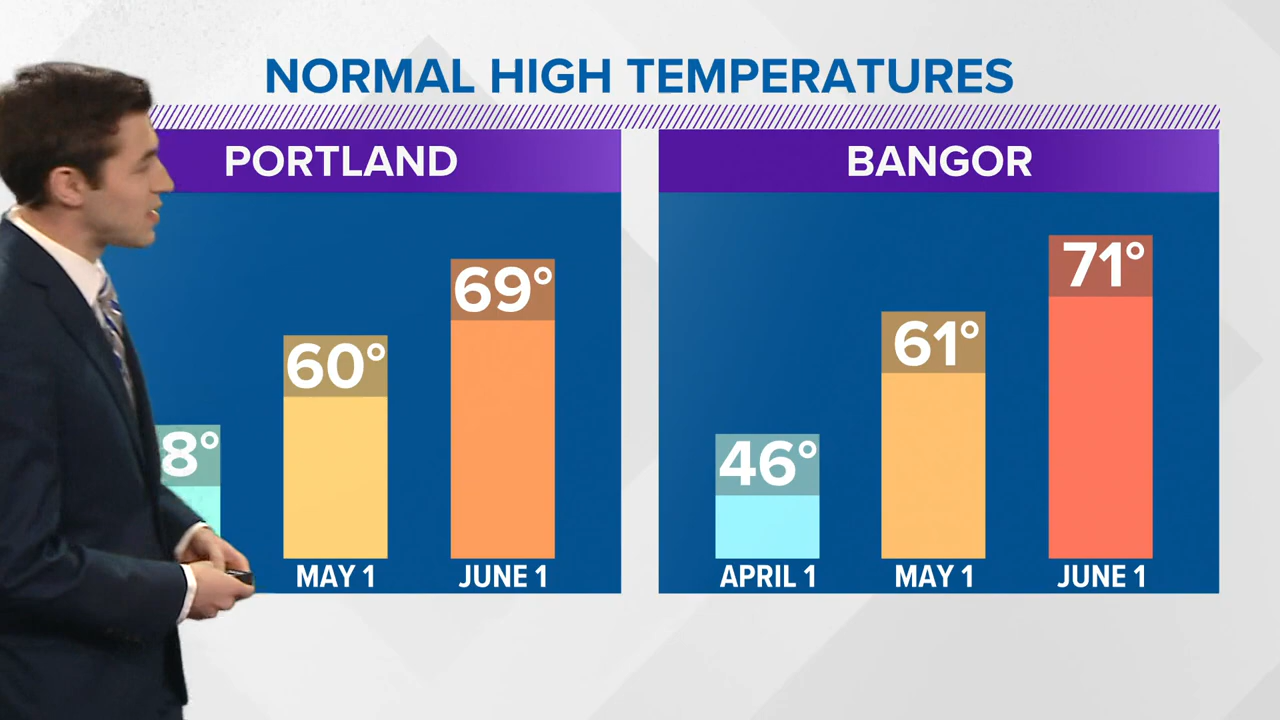 NORMAL HIGH TEMPERATURES
PORTLAND
8° 60° 69°
MAY 1 JUNE 1
BANGOR
46° 61° 71°
APRIL 1 MAY 1 JUNE 1